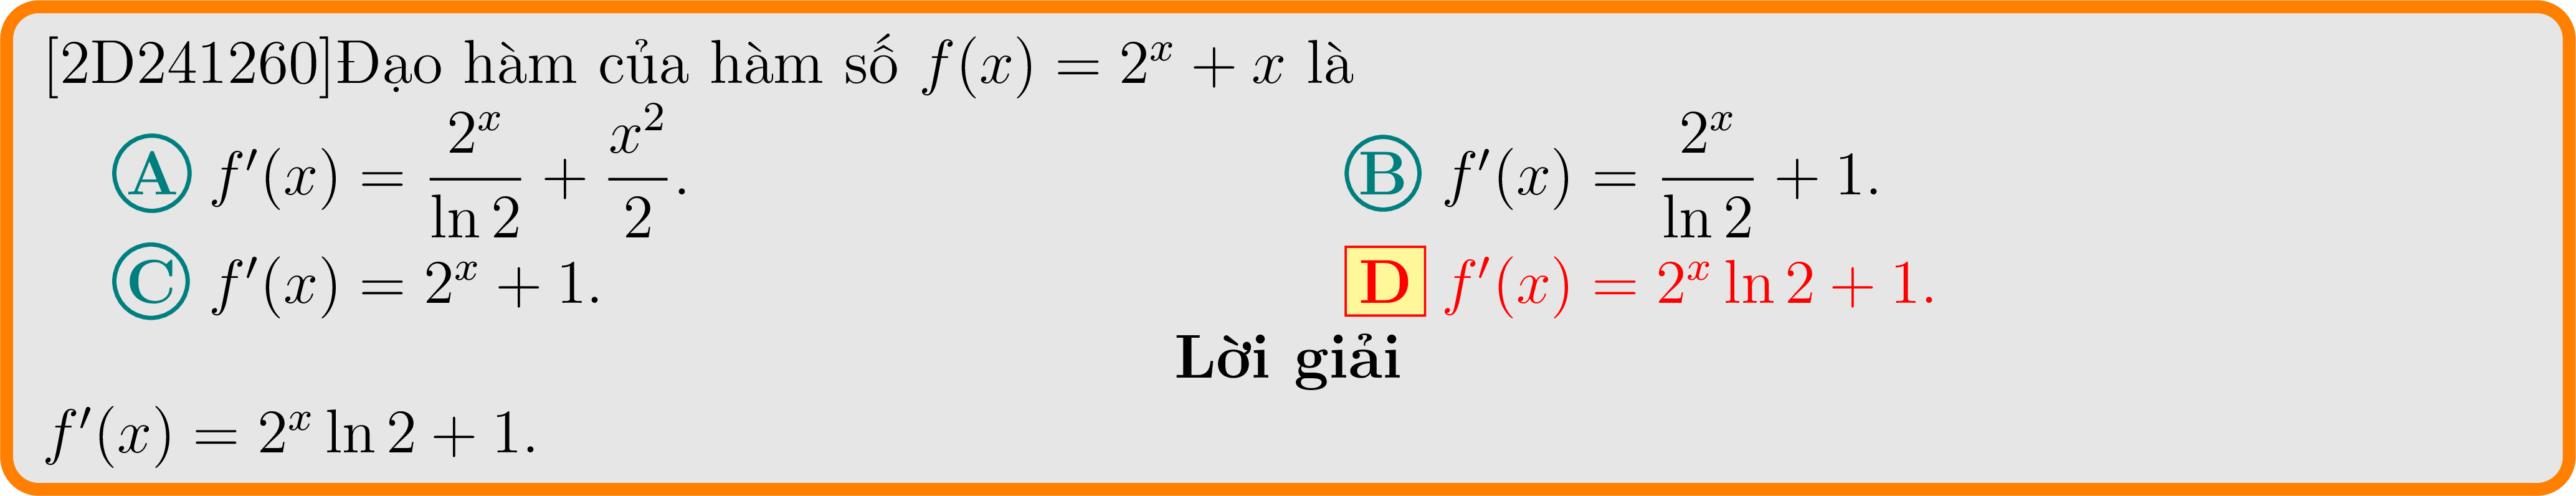 [2D241260]Đạo hàm của hàm số f(x) = 2^x + x là
A f′(x) = \frac{2^x}{\ln 2} + \frac{x^2}{2}. B f′(x) = \frac{2^x}{\ln 2} + 1.
C f′(x) = 2^x + 1. D f′(x) = 2^x ln 2 + 1.
Lời giải
f′(x) = 2^x ln 2 + 1.